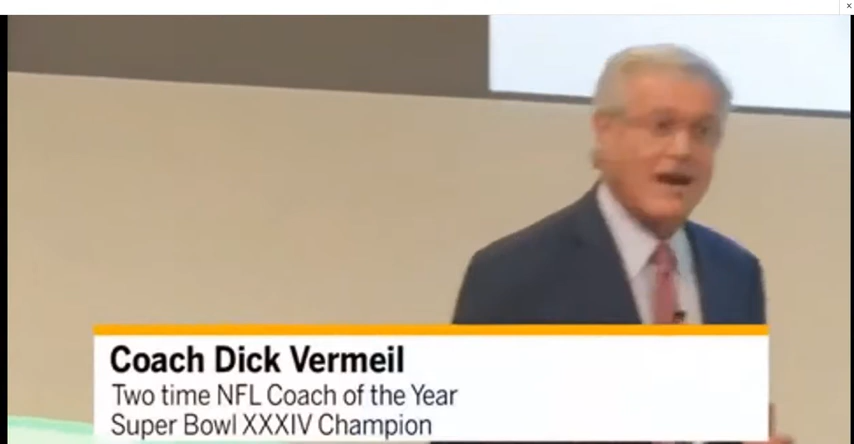 Coach Dick Vermeil
Two time NFL Coach of the Year
Super Bowl XXXIV Champion